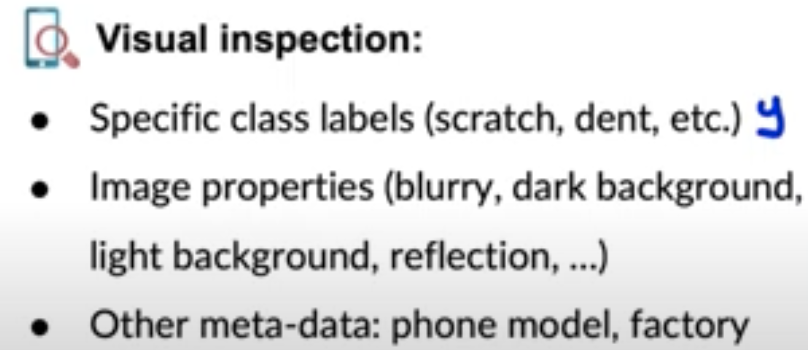 Visual inspection:
● Specific class labels (scratch, dent, etc.) y
● Image properties (blurry, dark background,
light background, reflection, ...)
● Other meta-data: phone model, factory